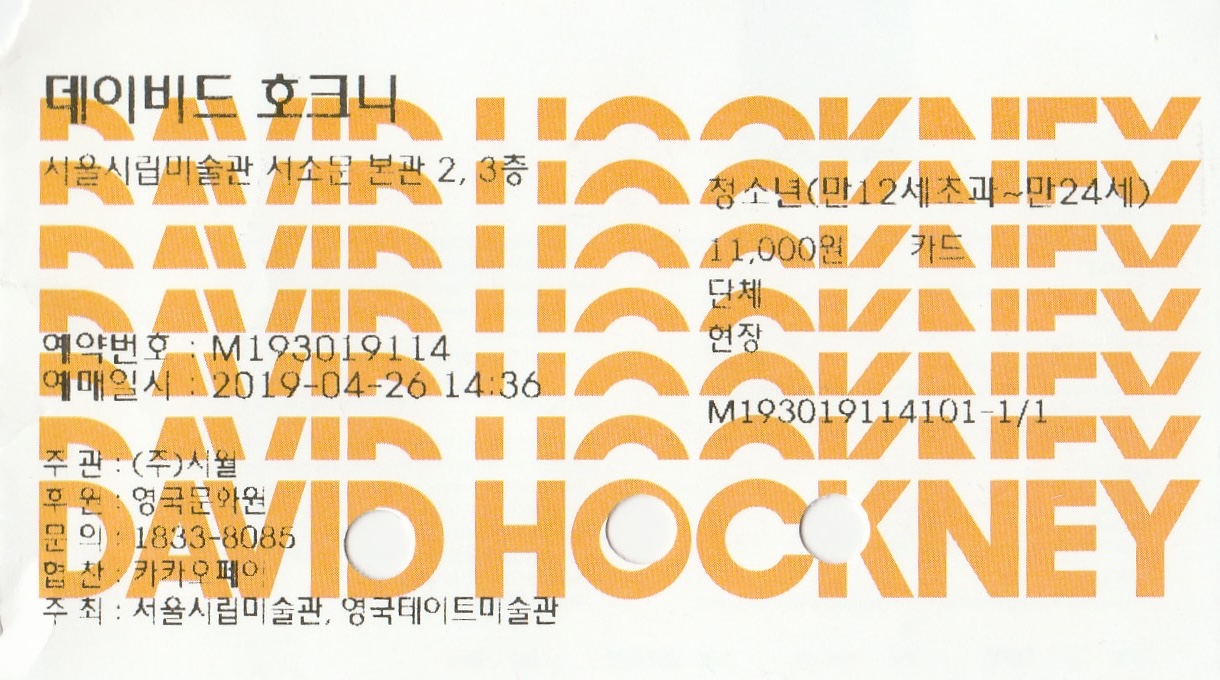 데이비드 호크니
서울시립미술관 서소문 본관 2, 3층
청소년(만12세초과~만24세)
11,000원 카드
단체
현장
예약번호 : M193019114
예매일시 : 2019-04-26 14:36
M193019114101-1/1
주 관 : (주)시월
후 원 : 영국문화원
문 의 : 1833-8085
협 찬 : 카카오페이
주 최 : 서울시립미술관, 영국테이트미술관
DAVID HOCKNEY
DAVID HOCKNEY
DAVID HOCKNEY
DAVID HOCKNEY
DAVID HOCKNEY
DAVID HOCKNEY
DAVID HOCKNEY